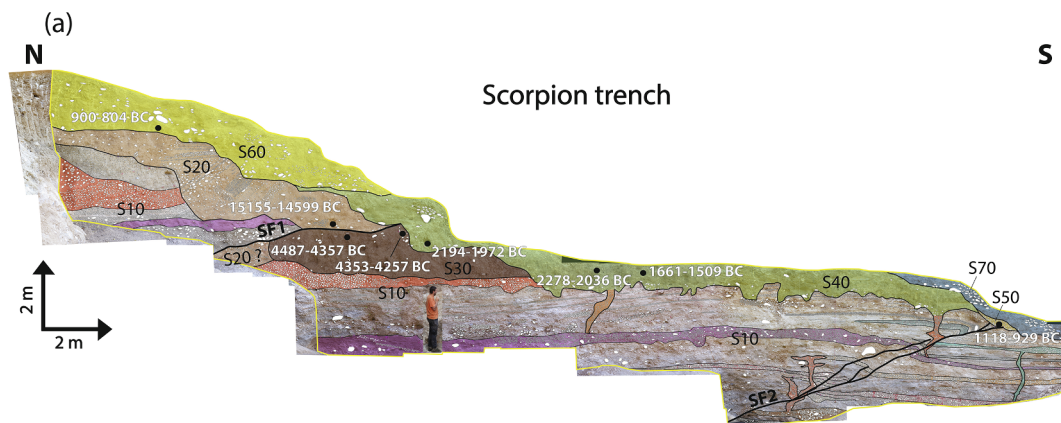 (a)
N
S
Scorpion trench
900-804 BC
S60
S20
15155-14599 BC
S10
SF1
S20 ?
4487-4357 BC
4353-4257 BC
S30
2194-1972 BC
2278-2036 BC
1661-1509 BC
S40
S70
S50
S10
S10
1118-929 BC
SF2
2 m
2 m